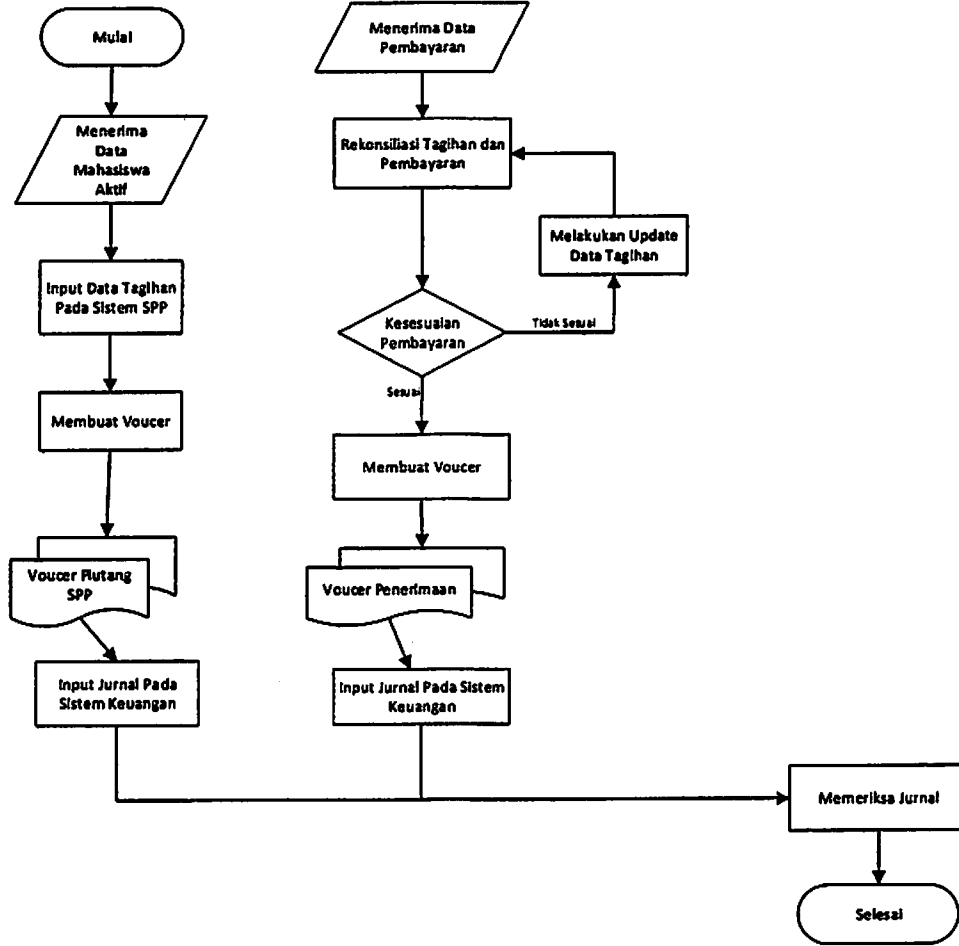 Mulai
Menerima
Data
Mahasiswa
Aktif
Input Data Tagihan
Pada Sistem SPP
Membuat Voucer
Voucer Piutang
SPP
Input Jurnal Pada
Sistem Keuangan
Menerima Data
Pembayaran
Rekonsiliasi Tagihan dan
Pembayaran
Melakukan Update
Data Tagihan
Kesesuaian
Pembayaran
Tidak Sesuai
Sesuai
Membuat Voucer
Voucer Penerimaan
Input Jurnal Pada Sistem
Keuangan
Memeriksa Jurnal
Selesai